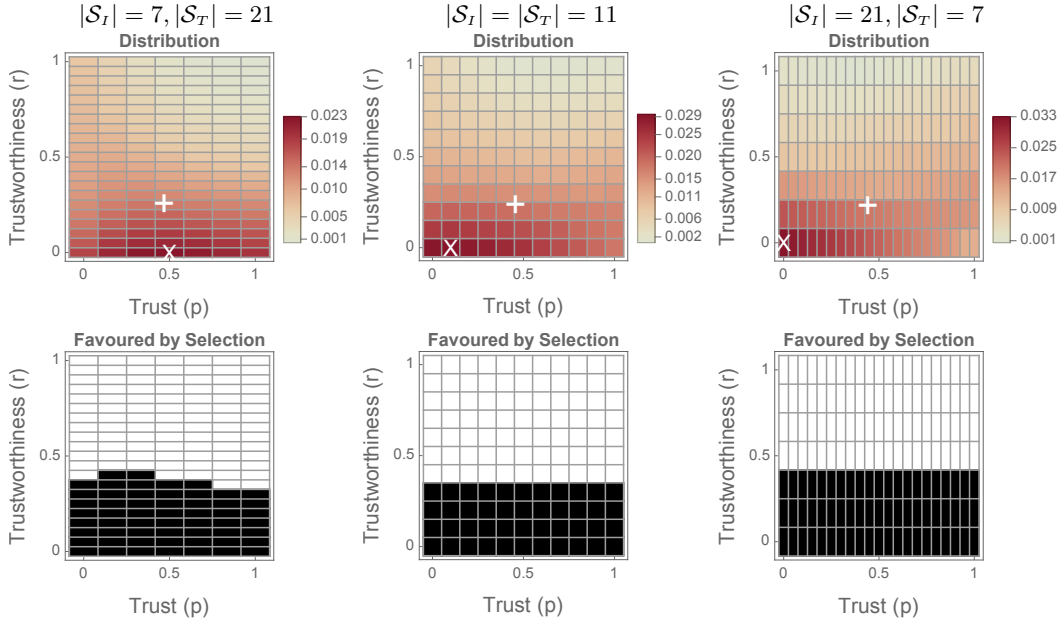 |𝒮_I| = 7, |𝒮_T| = 21
Distribution
Trustworthiness (r)
1
0.5
0
0
0.5
1
Trust (p)
0.023
0.019
0.014
0.010
0.005
0.001
|𝒮_I| = |𝒮_T| = 11
Distribution
Trustworthiness (r)
1
0.5
0
0
0.5
1
Trust (p)
0.029
0.025
0.020
0.015
0.011
0.006
0.002
|𝒮_I| = 21, |𝒮_T| = 7
Distribution
Trustworthiness (r)
1
0.5
0
0
0.5
1
Trust (p)
0.033
0.025
0.017
0.009
0.001
Favoured by Selection
Trustworthiness (r)
1
0.5
0
0
0.5
1
Trust (p)
Favoured by Selection
Trustworthiness (r)
1
0.5
0
0
0.5
1
Trust (p)
Favoured by Selection
Trustworthiness (r)
1
0.5
0
0
0.5
1
Trust (p)